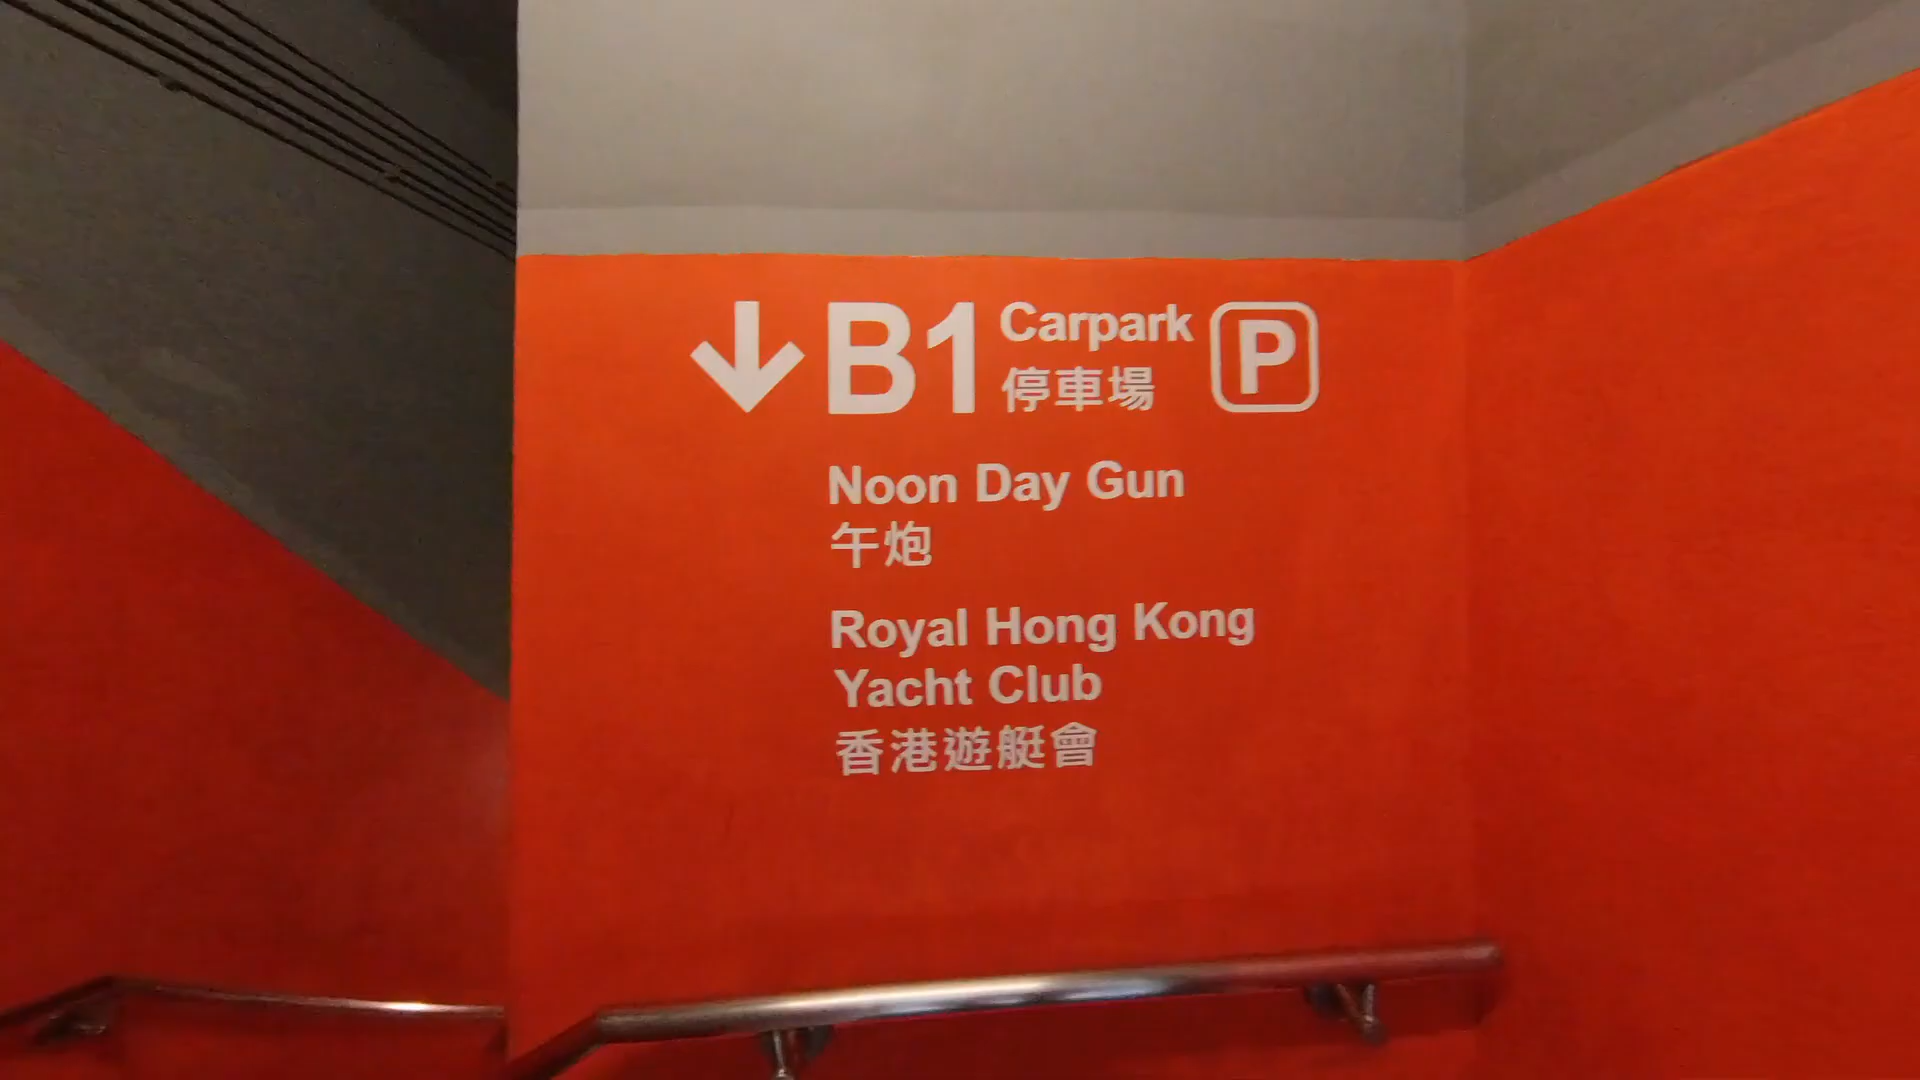 B1 Carpark P
停車場
Noon Day Gun
午炮
Royal Hong Kong
Yacht Club
香港遊艇會